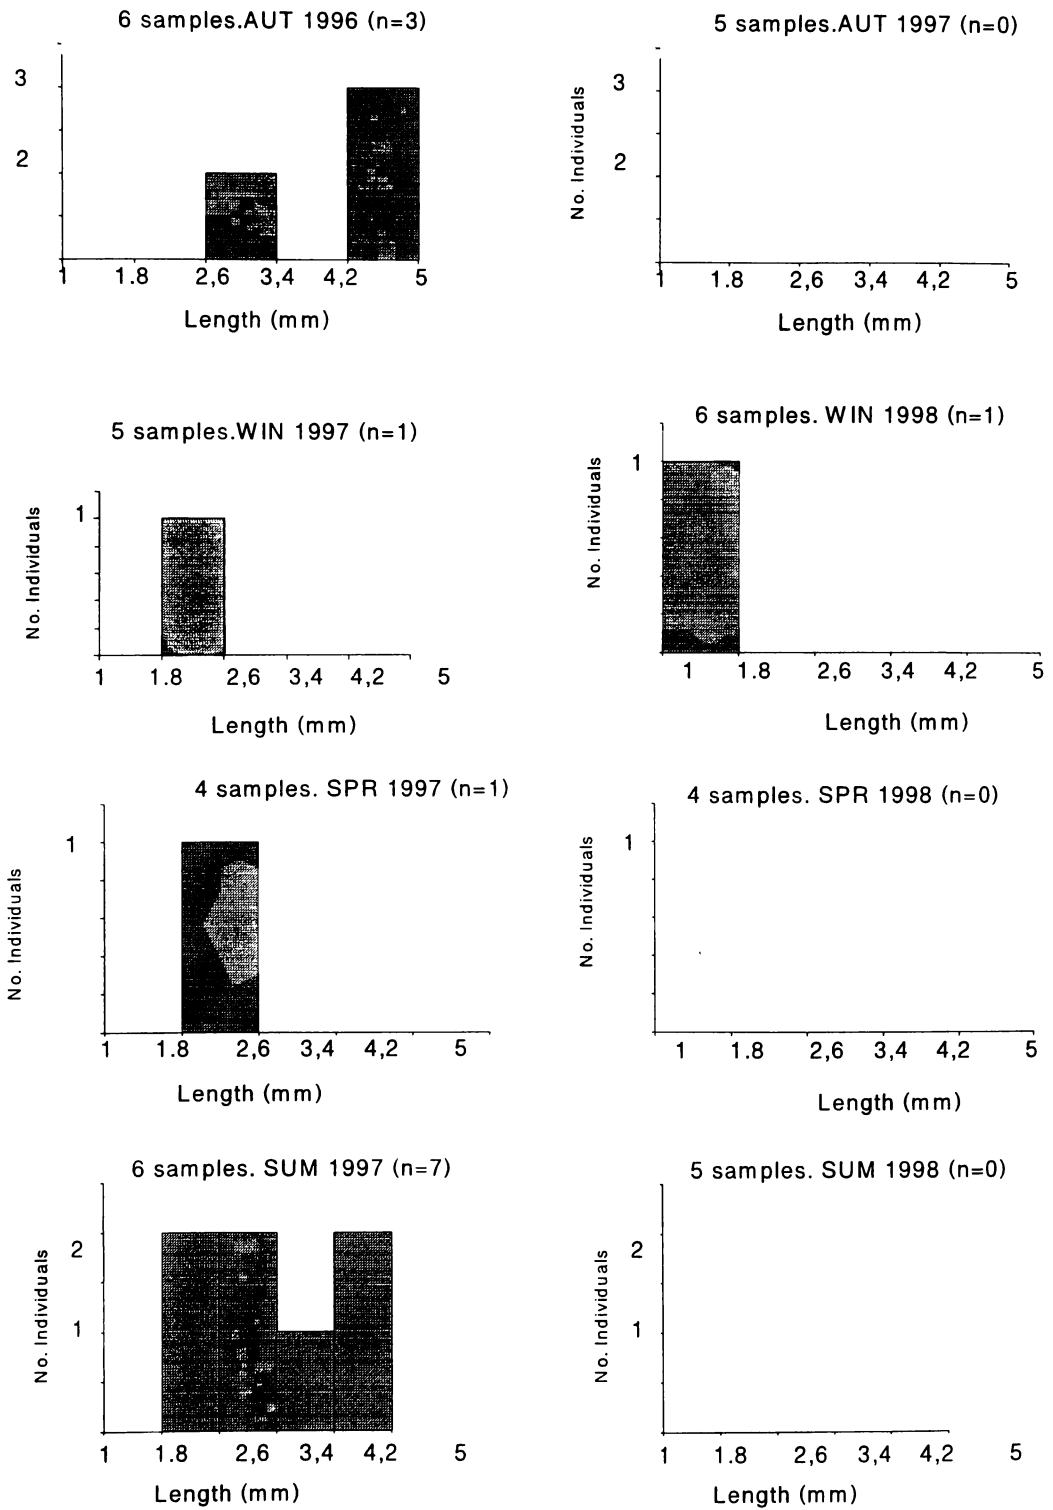 6 samples.AUT 1996 (n=3)
3
2
1 1.8 2,6 3,4 4,2 5
Length (mm)
5 samples.AUT 1997 (n=0)
No. Individuals
3
2
1 1.8 2,6 3,4 4,2 5
Length (mm)
5 samples.WIN 1997 (n=1)
No. Individuals
1
1 1.8 2,6 3,4 4,2 5
Length (mm)
6 samples. WIN 1998 (n=1)
No. Individuals
1
1 1.8 2,6 3,4 4,2 5
Length (mm)
4 samples. SPR 1997 (n=1)
No. Individuals
1
1 1.8 2,6 3,4 4,2 5
Length (mm)
4 samples. SPR 1998 (n=0)
No. Individuals
1
1 1.8 2,6 3,4 4,2 5
Length (mm)
6 samples. SUM 1997 (n=7)
No. Individuals
2
1
1 1.8 2,6 3,4 4,2 5
Length (mm)
5 samples. SUM 1998 (n=0)
No. Individuals
2
1
1 1.8 2,6 3,4 4,2 5
Length (mm)